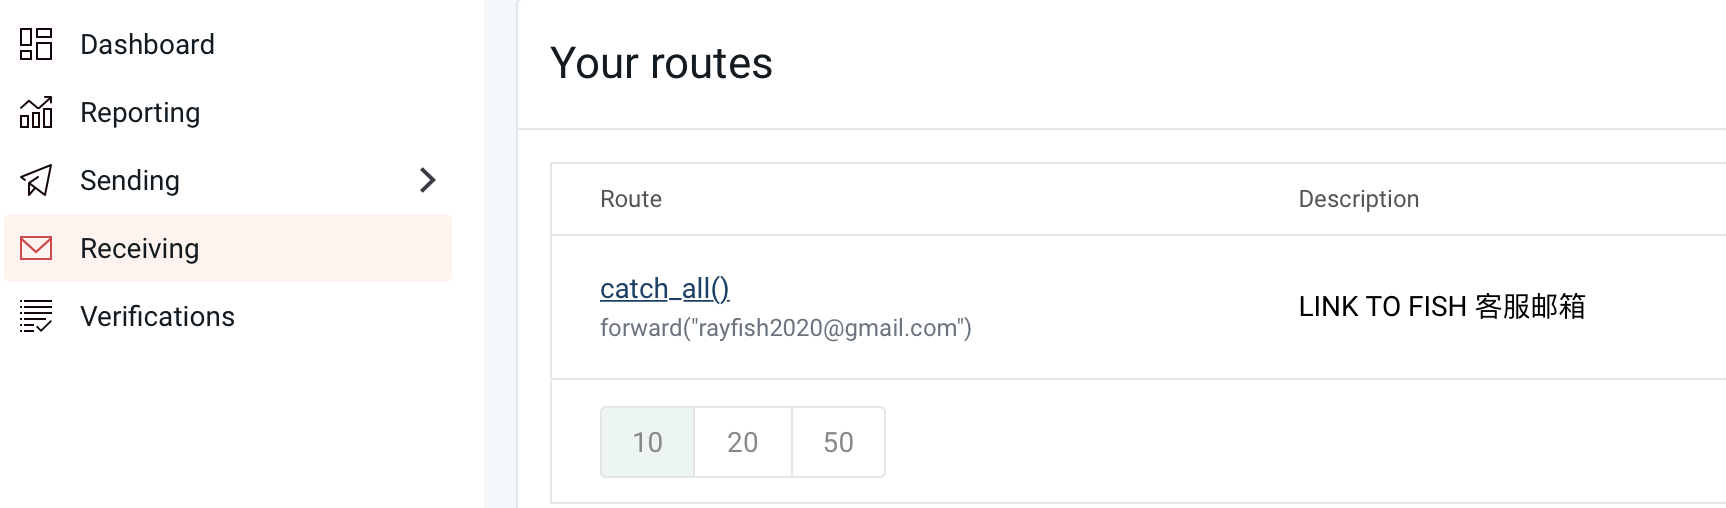 Dashboard
Reporting
Sending
Receiving
Verifications
Your routes
Route
Description
catch_all()
forward("rayfish2020@gmail.com")
LINK TO FISH 客服邮箱
10
20
50